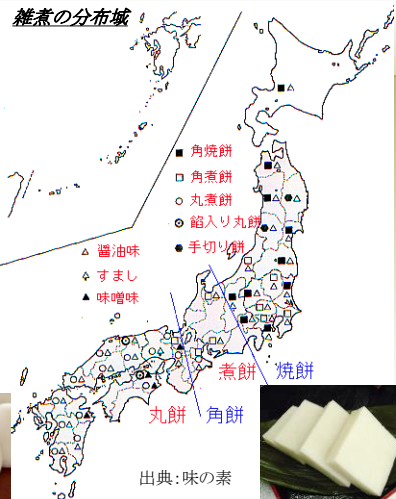 雑煮の分布域
角焼餅
角煮餅
丸煮餅
餡入り丸餅
手切り餅
醤油味
すまし
味噌味
煮餅
焼餅
丸餅
角餅
出典：味の素